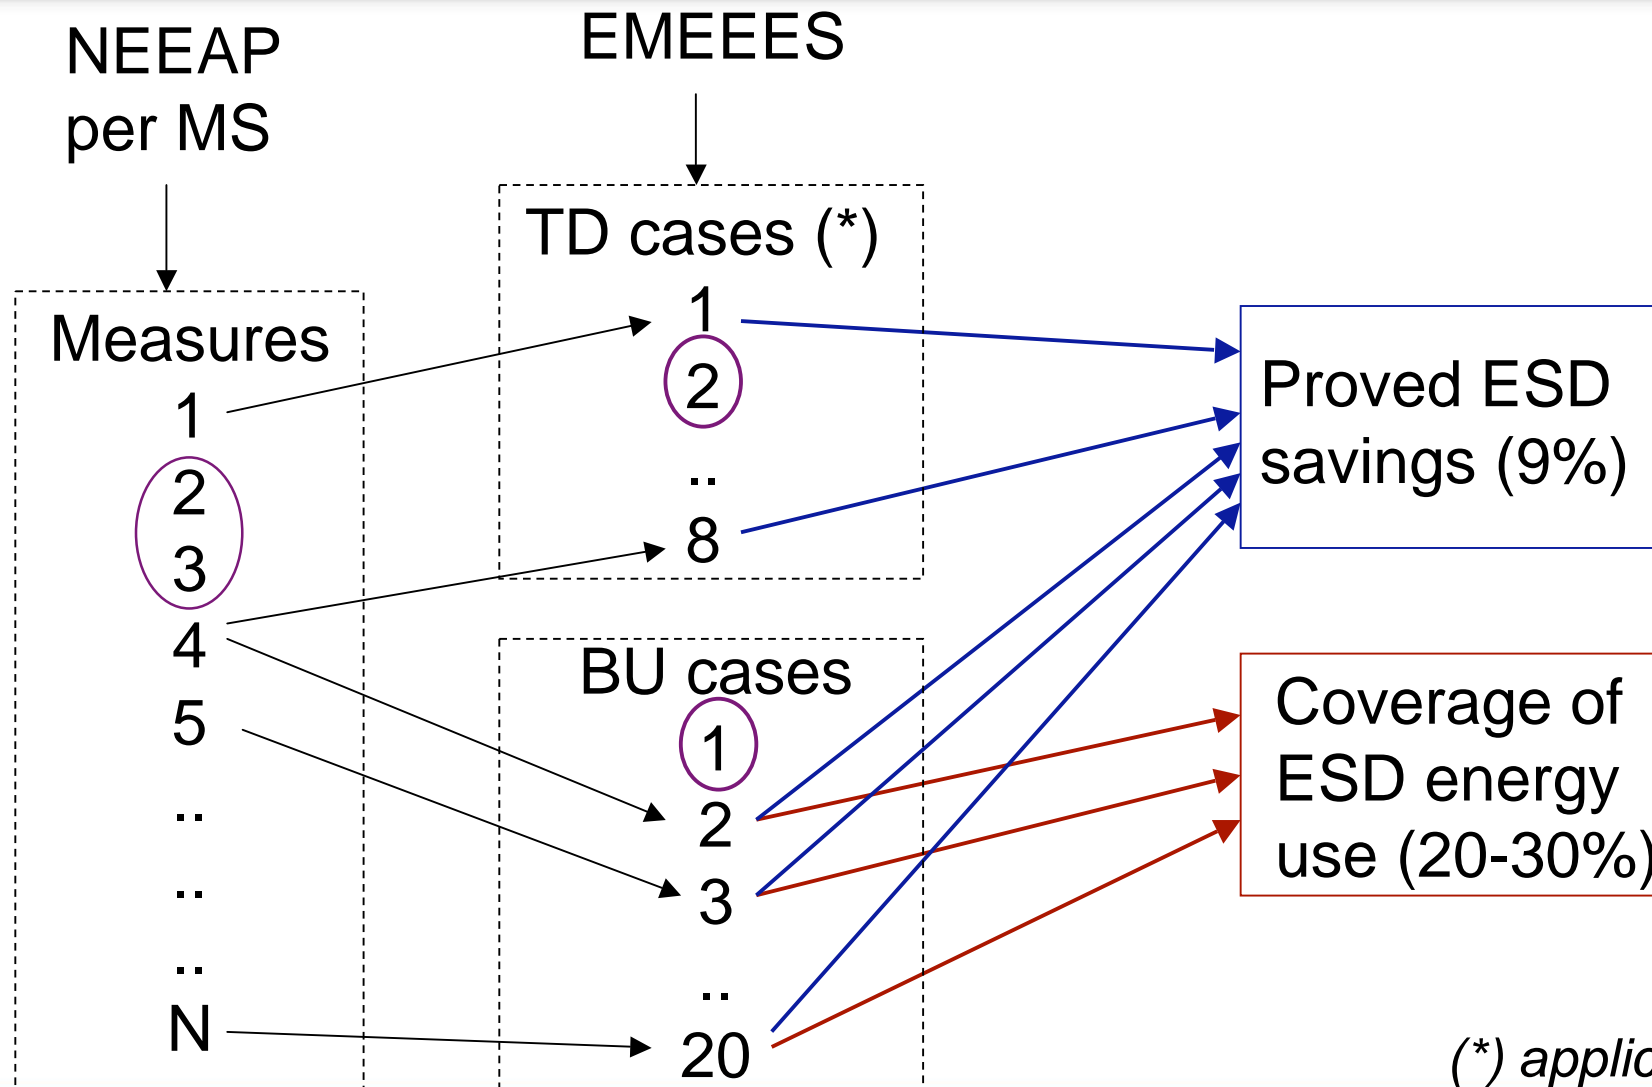 NEEAP
per MS
EMEEES
Measures
1
2
3
4
5
..
..
..
N
TD cases (*)
1
2
..
8
BU cases
1
2
3
..
20
Proved ESD
savings (9%)
Coverage of
ESD energy
use (20-30%)
(*)